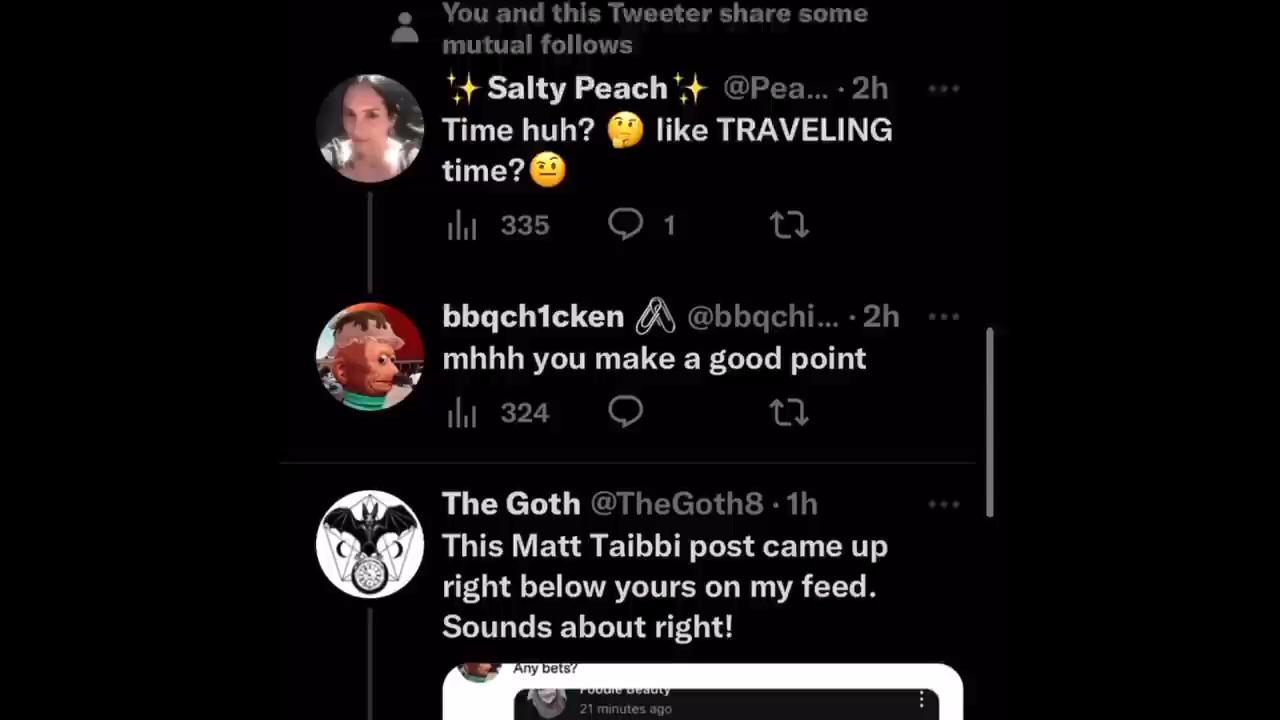 You and this Tweeter share some
mutual follows
✨Salty Peach✨ @Pea... · 2h
Time huh? 🤔 like TRAVELING
time?🤨
335 1
bbqch1cken 🖇 @bbqchi... · 2h
mhhh you make a good point
324
The Goth @TheGoth8 · 1h
This Matt Taibbi post came up
right below yours on my feed.
Sounds about right!
Any bets?
Foodie Beauty
21 minutes ago